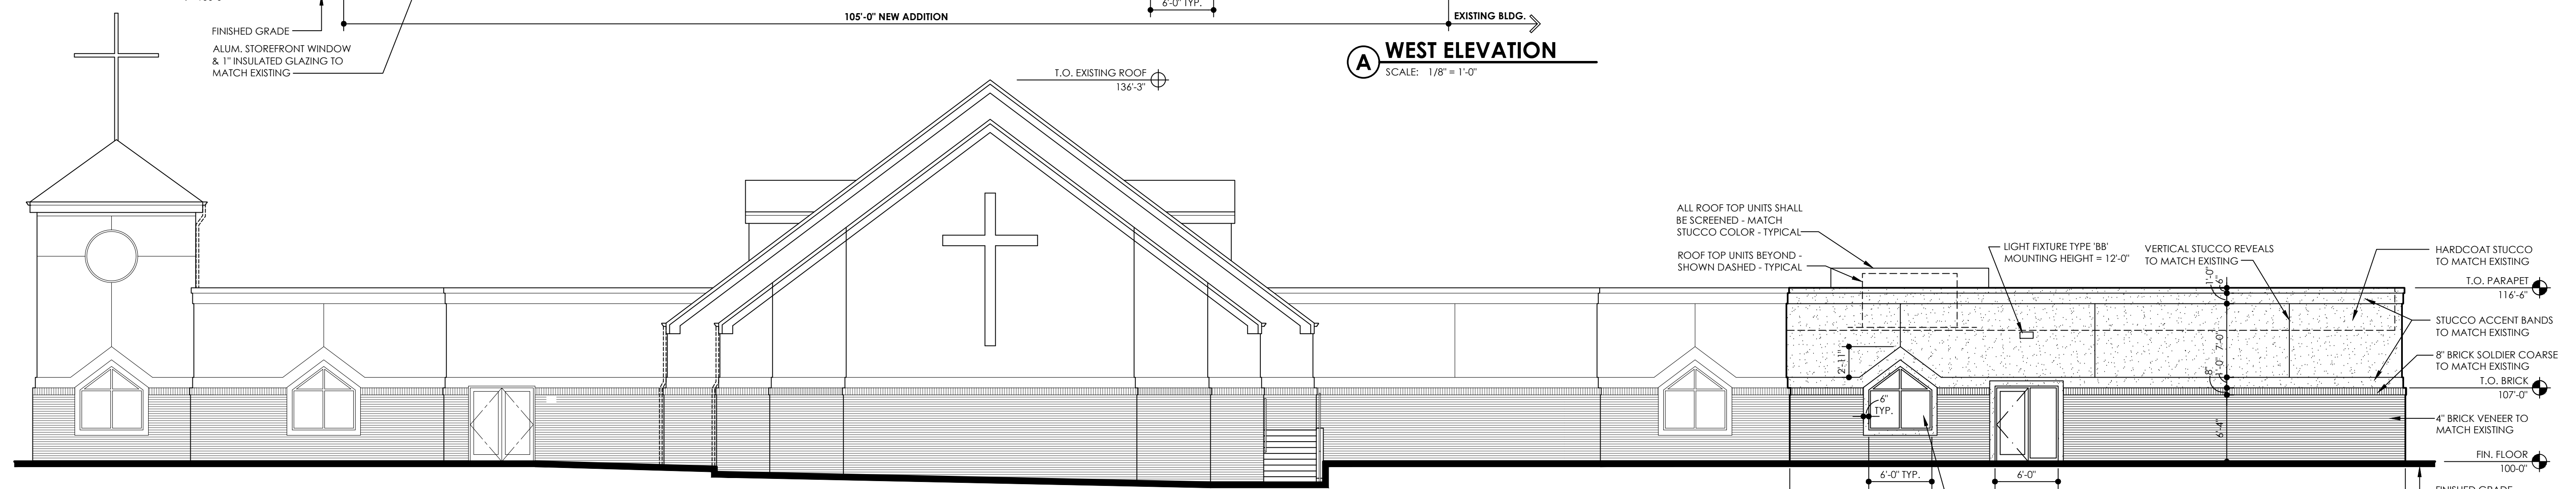 6'-0" TYP.
105'-0" NEW ADDITION
EXISTING BLDG.
FINISHED GRADE
ALUM. STOREFRONT WINDOW
& 1" INSULATED GLAZING TO
MATCH EXISTING
A
WEST ELEVATION
SCALE: 1/8" = 1'-0"
T.O. EXISTING ROOF
136'-3"
ALL ROOF TOP UNITS SHALL
BE SCREENED - MATCH
STUCCO COLOR - TYPICAL
ROOF TOP UNITS BEYOND -
SHOWN DASHED - TYPICAL
LIGHT FIXTURE TYPE 'BB'
MOUNTING HEIGHT = 12'-0"
VERTICAL STUCCO REVEALS
TO MATCH EXISTING
HARDCOAT STUCCO
TO MATCH EXISTING
T.O. PARAPET
116'-6"
STUCCO ACCENT BANDS
TO MATCH EXISTING
8" BRICK SOLDIER COARSE
TO MATCH EXISTING
T.O. BRICK
107'-0"
4" BRICK VENEER TO
MATCH EXISTING
FIN. FLOOR
100-0"
1'-0"
6"
7'-0"
1'-0"
8"
6'-4"
2'-11"
6"
TYP.
6'-0" TYP.
6'-0"
FINISHED GRADE